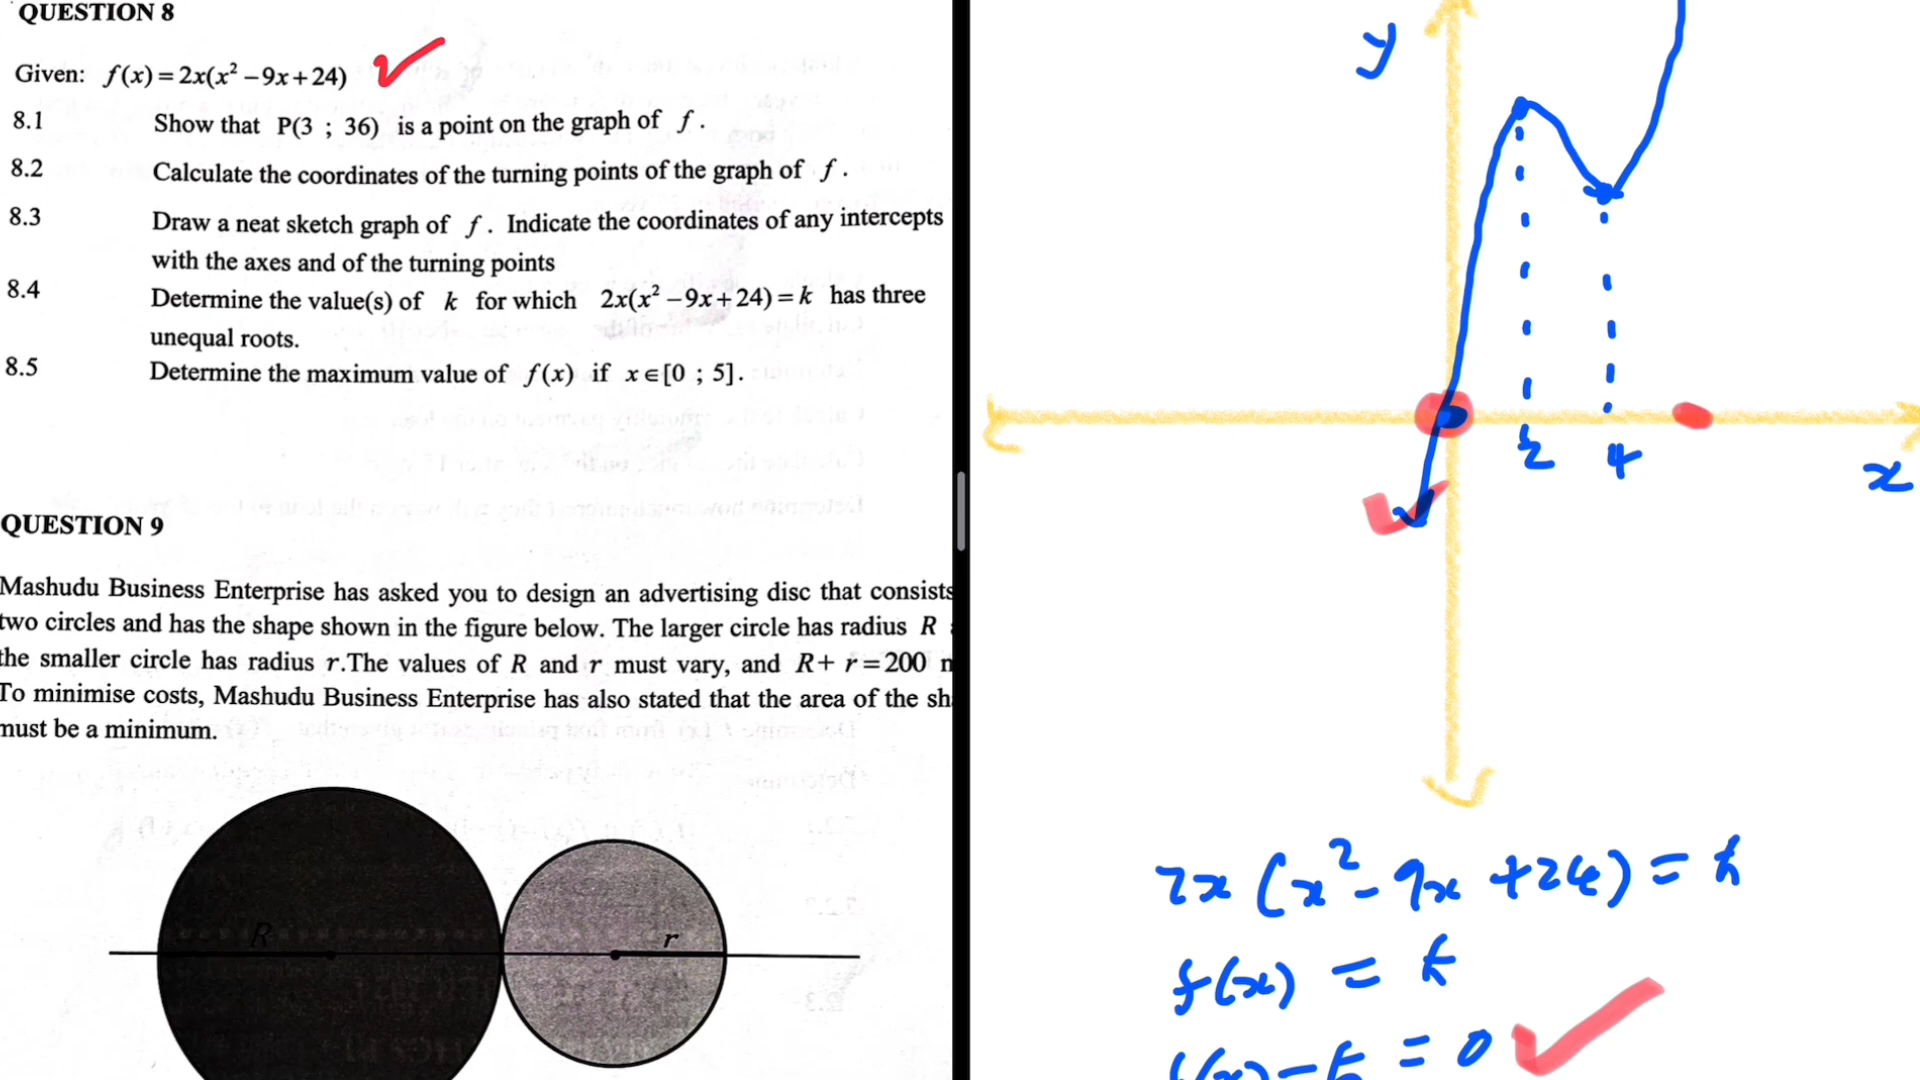 QUESTION 8
Given: f(x) = 2x(x² − 9x + 24)
8.1 Show that P(3 ; 36) is a point on the graph of f.
8.2 Calculate the coordinates of the turning points of the graph of f.
8.3 Draw a neat sketch graph of f. Indicate the coordinates of any intercepts
with the axes and of the turning points
8.4 Determine the value(s) of k for which 2x(x² − 9x + 24) = k has three
unequal roots.
8.5 Determine the maximum value of f(x) if x ∈ [0 ; 5].
QUESTION 9
Mashudu Business Enterprise has asked you to design an advertising disc that consists
two circles and has the shape shown in the figure below. The larger circle has radius R
the smaller circle has radius r.The values of R and r must vary, and R + r = 200
To minimise costs, Mashudu Business Enterprise has also stated that the area of the
must be a minimum.
R
r
y
2
4
x
2x(x² - 9x + 24) = k
f(x) = k
f(x) - k = 0